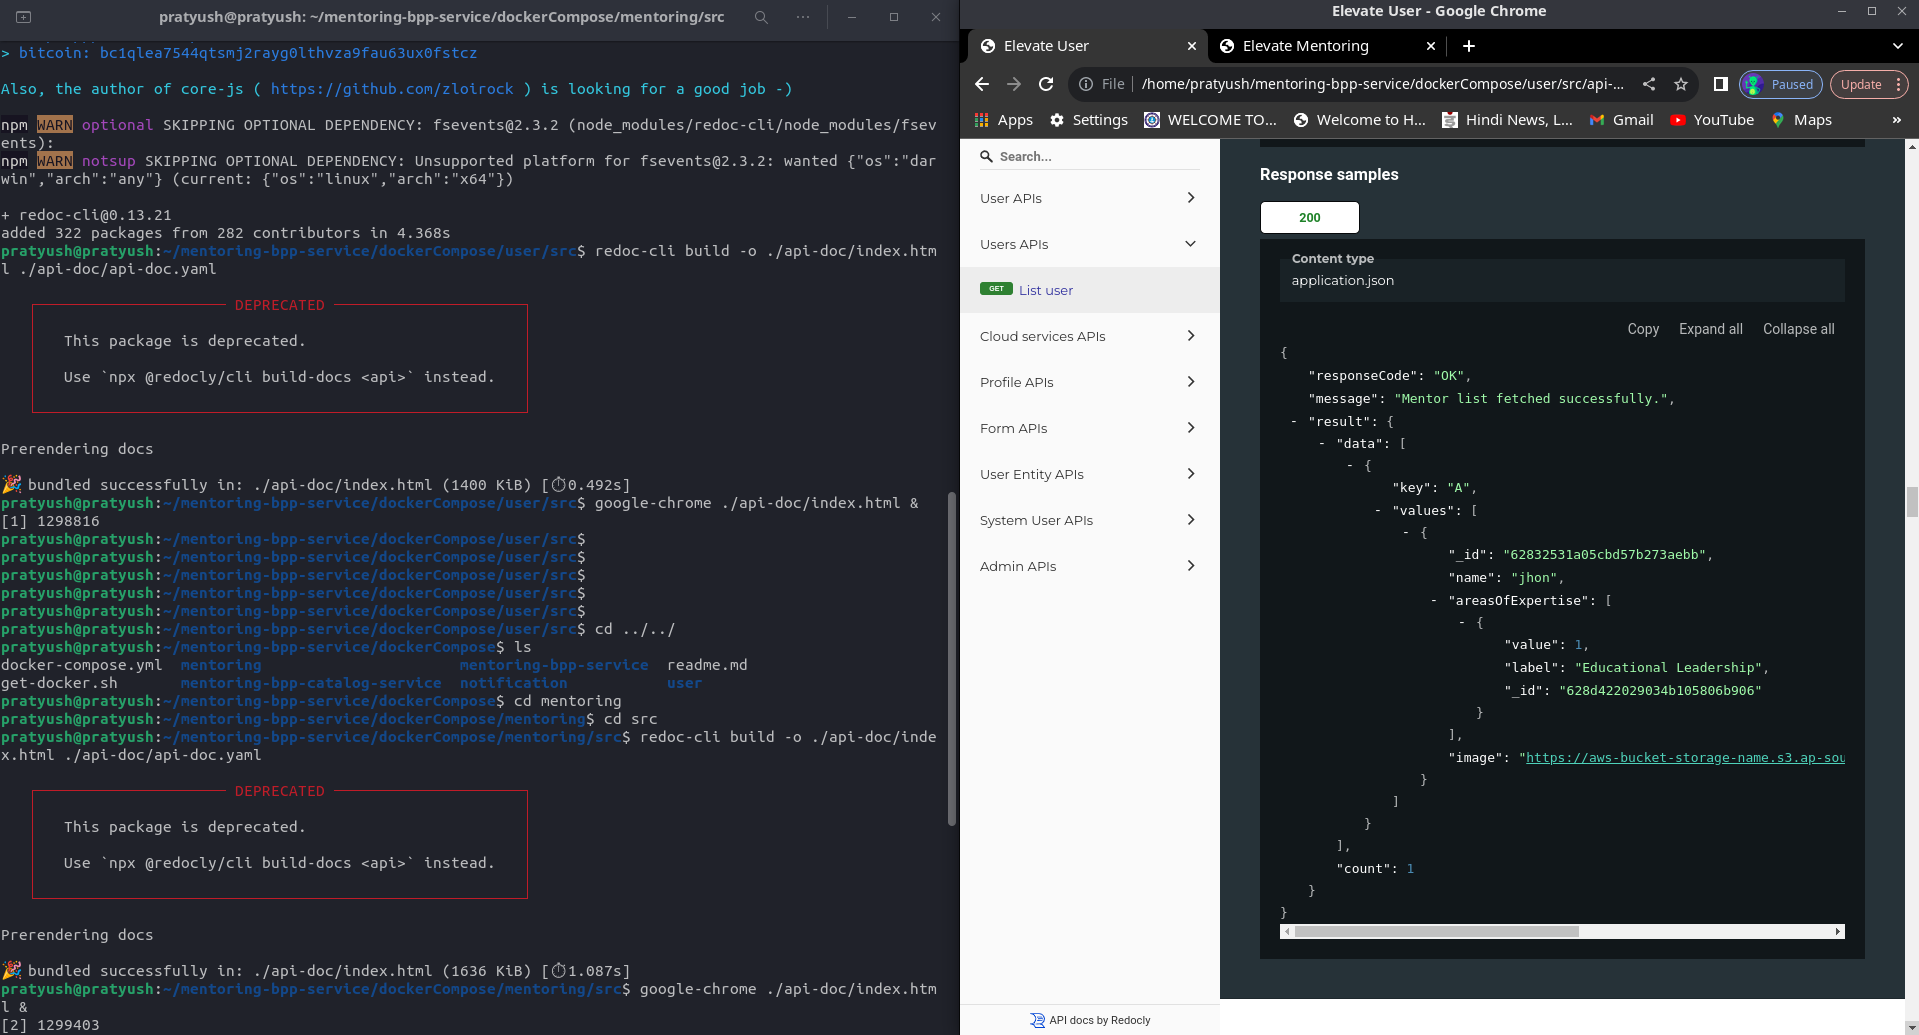 pratyush@pratyush: ~/mentoring-bpp-service/dockerCompose/mentoring/src
> bitcoin: bc1qlea7544qtsmj2rayg0lthvza9fau63ux0fstcz
Also, the author of core-js ( https://github.com/zloirock ) is looking for a good job -)
npm WARN optional SKIPPING OPTIONAL DEPENDENCY: fsevents@2.3.2 (node_modules/redoc-cli/node_modules/fsev
ents):
npm WARN notsup SKIPPING OPTIONAL DEPENDENCY: Unsupported platform for fsevents@2.3.2: wanted {"os":"dar
win","arch":"any"} (current: {"os":"linux","arch":"x64"})
+ redoc-cli@0.13.21
added 322 packages from 282 contributors in 4.368s
pratyush@pratyush:~/mentoring-bpp-service/dockerCompose/user/src$ redoc-cli build -o ./api-doc/index.htm
l ./api-doc/api-doc.yaml
DEPRECATED
This package is deprecated.
Use `npx @redocly/cli build-docs <api>` instead.
Prerendering docs
🎉 bundled successfully in: ./api-doc/index.html (1400 KiB) [⏱0.492s]
pratyush@pratyush:~/mentoring-bpp-service/dockerCompose/user/src$ google-chrome ./api-doc/index.html &
[1] 1298816
pratyush@pratyush:~/mentoring-bpp-service/dockerCompose/user/src$
pratyush@pratyush:~/mentoring-bpp-service/dockerCompose/user/src$
pratyush@pratyush:~/mentoring-bpp-service/dockerCompose/user/src$
pratyush@pratyush:~/mentoring-bpp-service/dockerCompose/user/src$
pratyush@pratyush:~/mentoring-bpp-service/dockerCompose/user/src$
pratyush@pratyush:~/mentoring-bpp-service/dockerCompose/user/src$ cd ../../
pratyush@pratyush:~/mentoring-bpp-service/dockerCompose$ ls
docker-compose.yml mentoring mentoring-bpp-service readme.md
get-docker.sh mentoring-bpp-catalog-service notification user
pratyush@pratyush:~/mentoring-bpp-service/dockerCompose$ cd mentoring
pratyush@pratyush:~/mentoring-bpp-service/dockerCompose/mentoring$ cd src
pratyush@pratyush:~/mentoring-bpp-service/dockerCompose/mentoring/src$ redoc-cli build -o ./api-doc/inde
x.html ./api-doc/api-doc.yaml
DEPRECATED
This package is deprecated.
Use `npx @redocly/cli build-docs <api>` instead.
Prerendering docs
🎉 bundled successfully in: ./api-doc/index.html (1636 KiB) [⏱1.087s]
pratyush@pratyush:~/mentoring-bpp-service/dockerCompose/mentoring/src$ google-chrome ./api-doc/index.htm
l &
[2] 1299403
Elevate User - Google Chrome
Elevate User
Elevate Mentoring
File /home/pratyush/mentoring-bpp-service/dockerCompose/user/src/api-...
Paused
Update
Apps Settings WELCOME TO... Welcome to H... Hindi News, L... Gmail YouTube Maps »
Search...
User APIs
Users APIs
GET List user
Cloud services APIs
Profile APIs
Form APIs
User Entity APIs
System User APIs
Admin APIs
API docs by Redocly
Response samples
200
Content type
application.json
Copy Expand all Collapse all
{
"responseCode": "OK",
"message": "Mentor list fetched successfully.",
- "result": {
- "data": [
- {
"key": "A",
- "values": [
- {
"_id": "62832531a05cbd57b273aebb",
"name": "jhon",
- "areasOfExpertise": [
- {
"value": 1,
"label": "Educational Leadership",
"_id": "628d422029034b105806b906"
}
],
"image": "https://aws-bucket-storage-name.s3.ap-sou
}
]
}
],
"count": 1
}
}